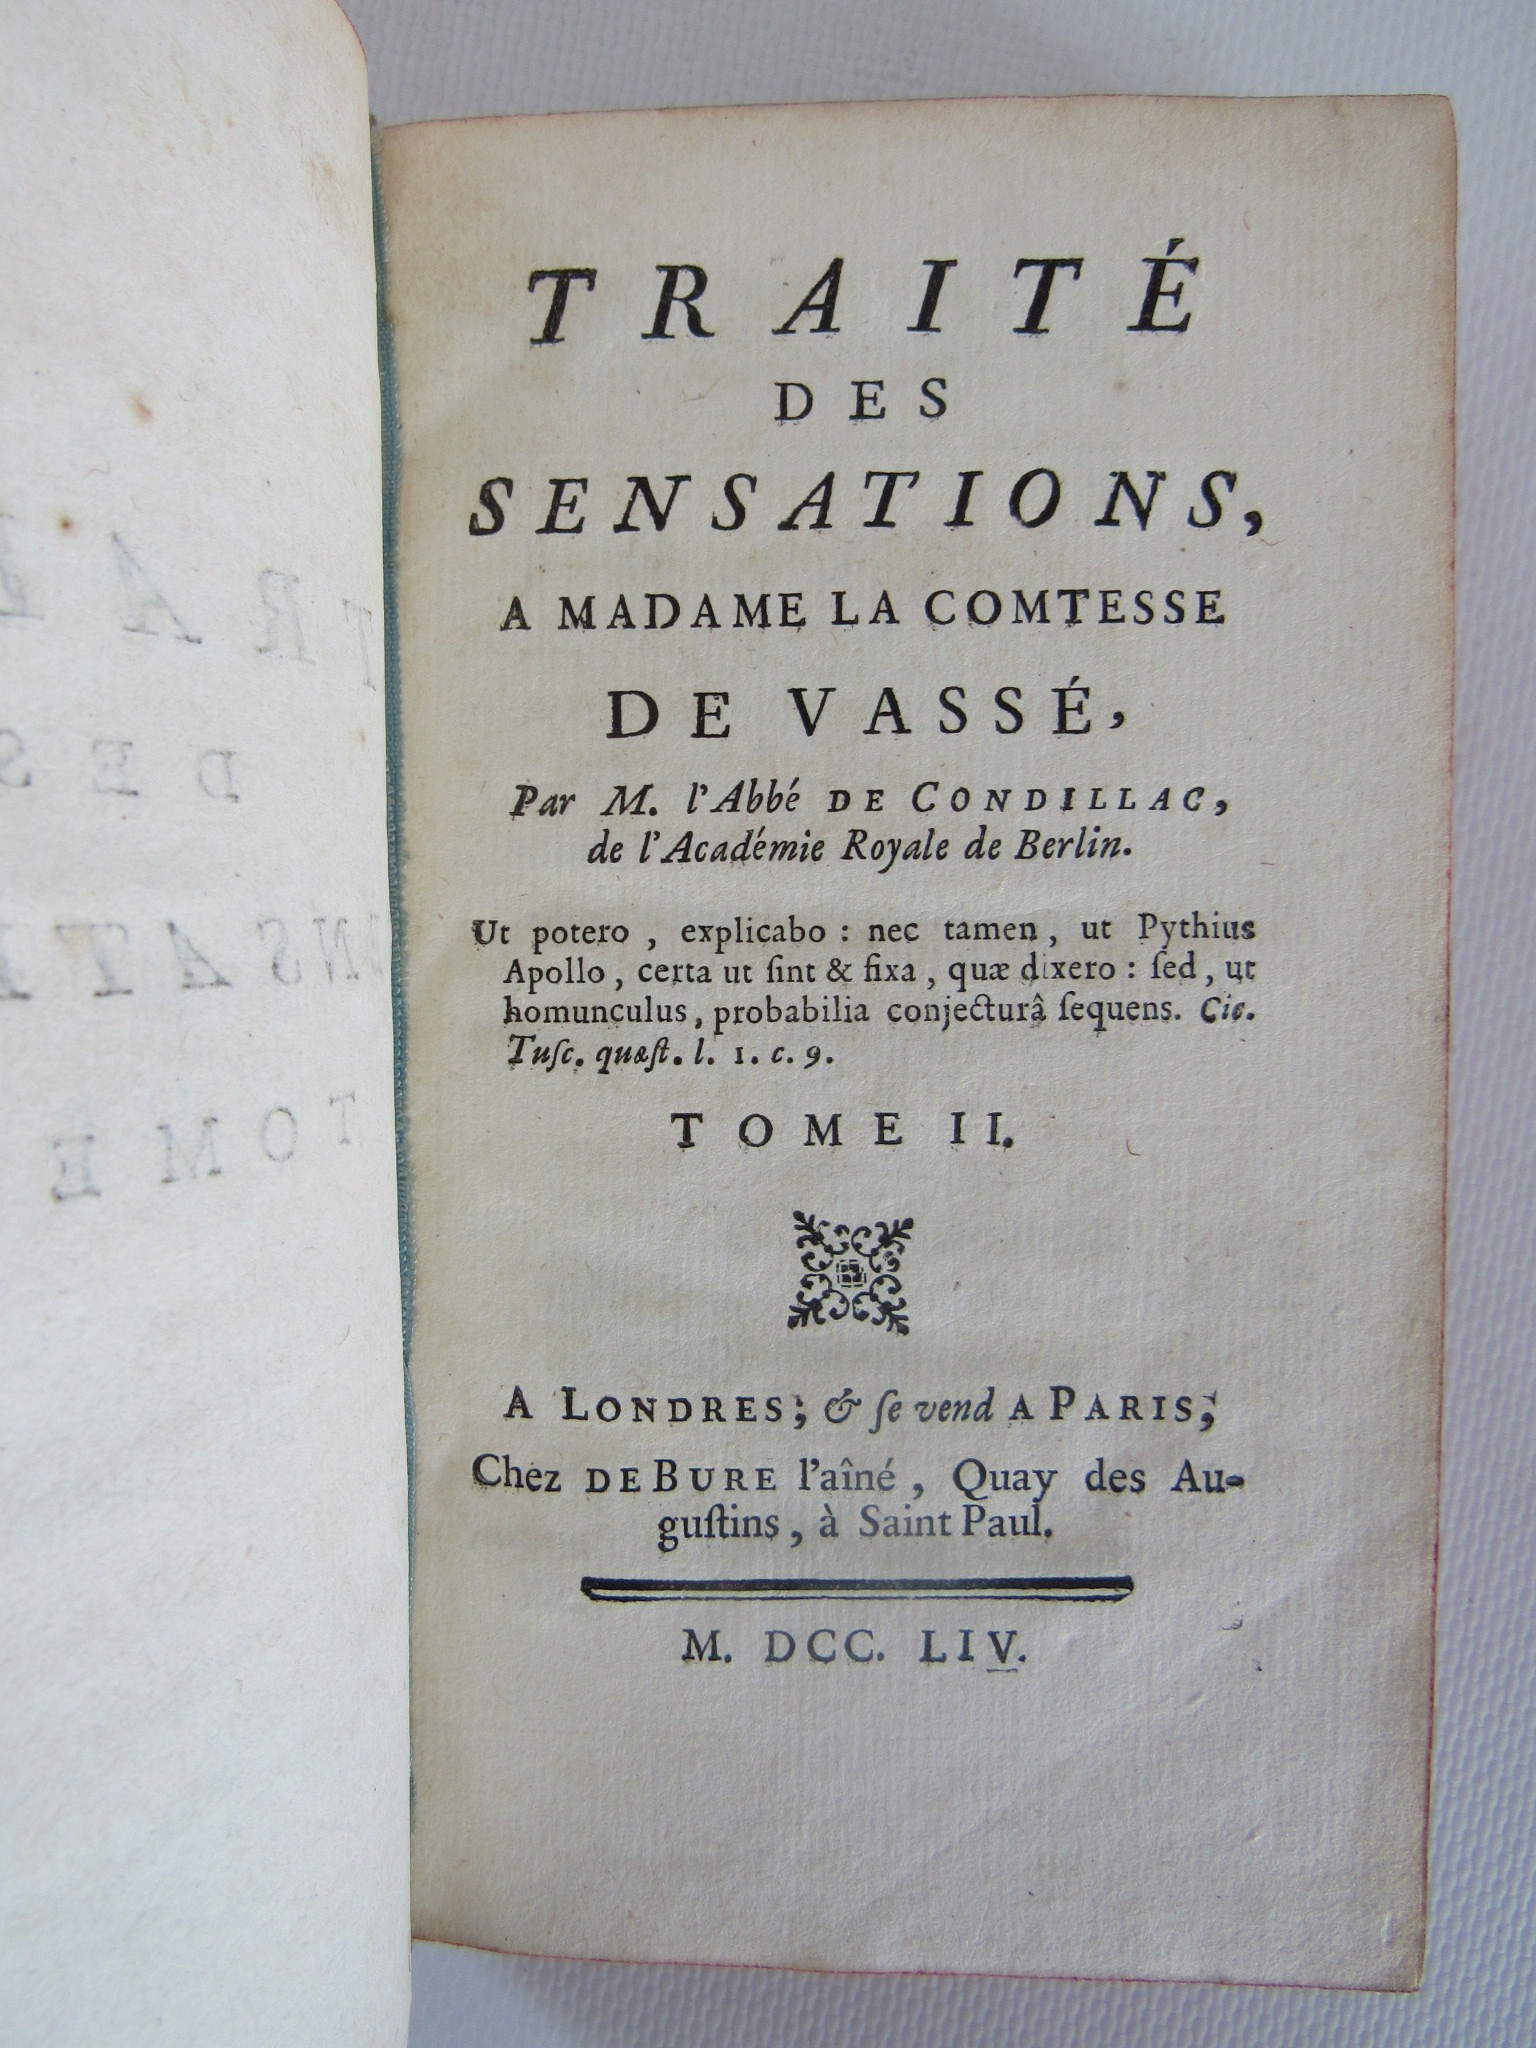 TRAITÉ
DES
SENSATIONS,
A MADAME LA COMTESSE
DE VASSÉ,
Par M. l'Abbé DE CONDILLAC,
de l'Académie Royale de Berlin.
Ut potero, explicabo : nec tamen, ut Pythius
Apollo, certa ut ſint & fixa, quæ dixero : ſed, ut
homunculus, probabilia conjecturâ ſequens. Cic.
Tuſc. quæſt. l. 1. c. 9.
TOME II.
A LONDRES; & ſe vend A PARIS;
Chez DE BURE l'aîné, Quay des Au-
guſtins, à Saint Paul.
M. DCC. LIV.